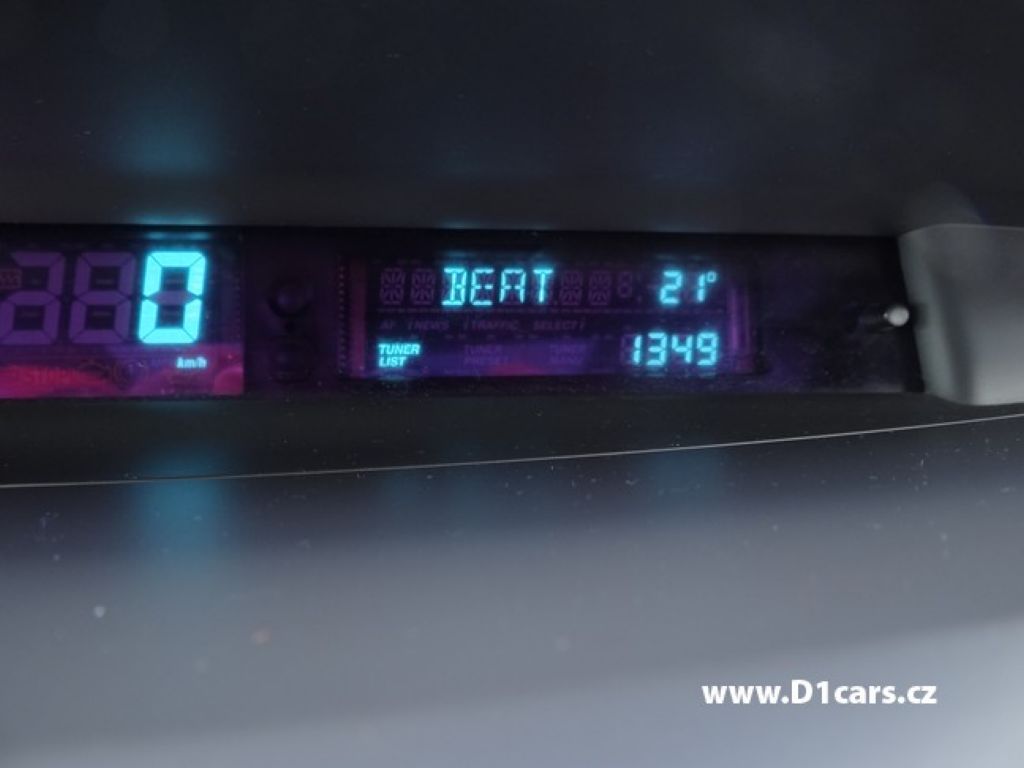 0
km/h
BEAT 21°
AF NEWS TRAFFIC SELECT
TUNER
LIST
1349
www.D1cars.cz